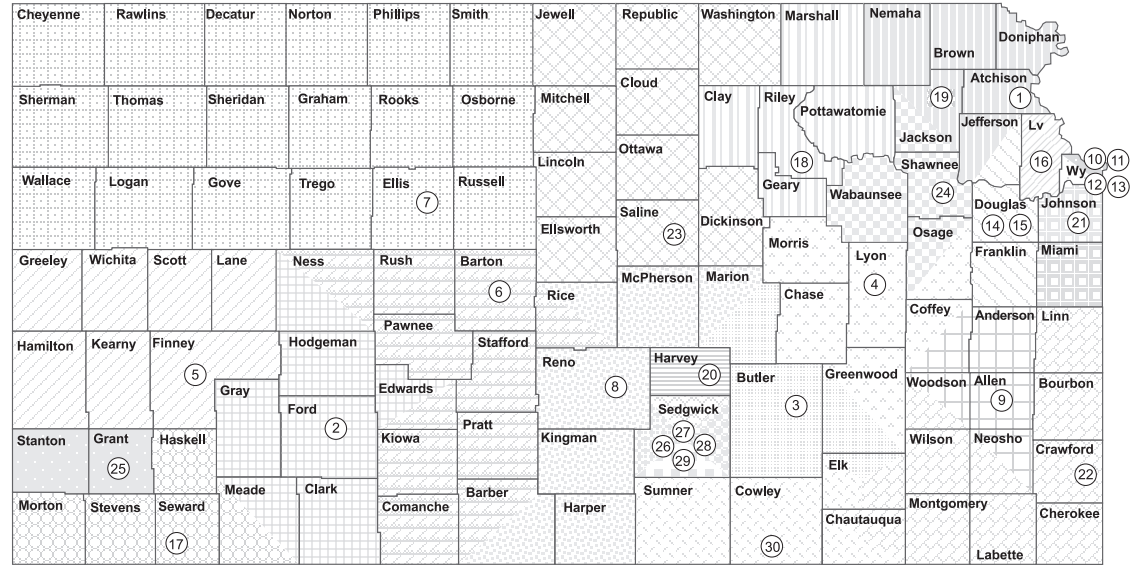 Cheyenne Rawlins Decatur Norton Phillips Smith Jewell Republic Washington Marshall Nemaha
Brown Doniphan
Atchison
1
Sherman Thomas Sheridan Graham Rooks Osborne Mitchell Cloud Clay Riley Pottawatomie
19
Jackson
Jefferson Lv
16
10 11
Wy
12 13
Lincoln Ottawa
18
Shawnee
24
Wallace Logan Gove Trego Ellis Russell
7
Geary Wabaunsee
Douglas Johnson
14 15 21
Ellsworth Saline
23
Dickinson
Morris Lyon
4
Osage Franklin Miami
Greeley Wichita Scott Lane Ness Rush Barton
6
Rice McPherson Marion Chase
Coffey Anderson Linn
Pawnee
Stafford
Hamilton Kearny Finney
5
Hodgeman
Gray
Edwards
Reno
8
Harvey
20
Butler
3
Greenwood Woodson Allen
9
Bourbon
Ford
2
Kiowa Pratt Kingman
Sedgwick
27
26 28
29
Stanton Grant
25
Haskell
Elk Wilson Neosho Crawford
22
Meade Clark Comanche Barber Harper Sumner Cowley
30
Morton Stevens Seward
17
Chautauqua Montgomery Labette Cherokee